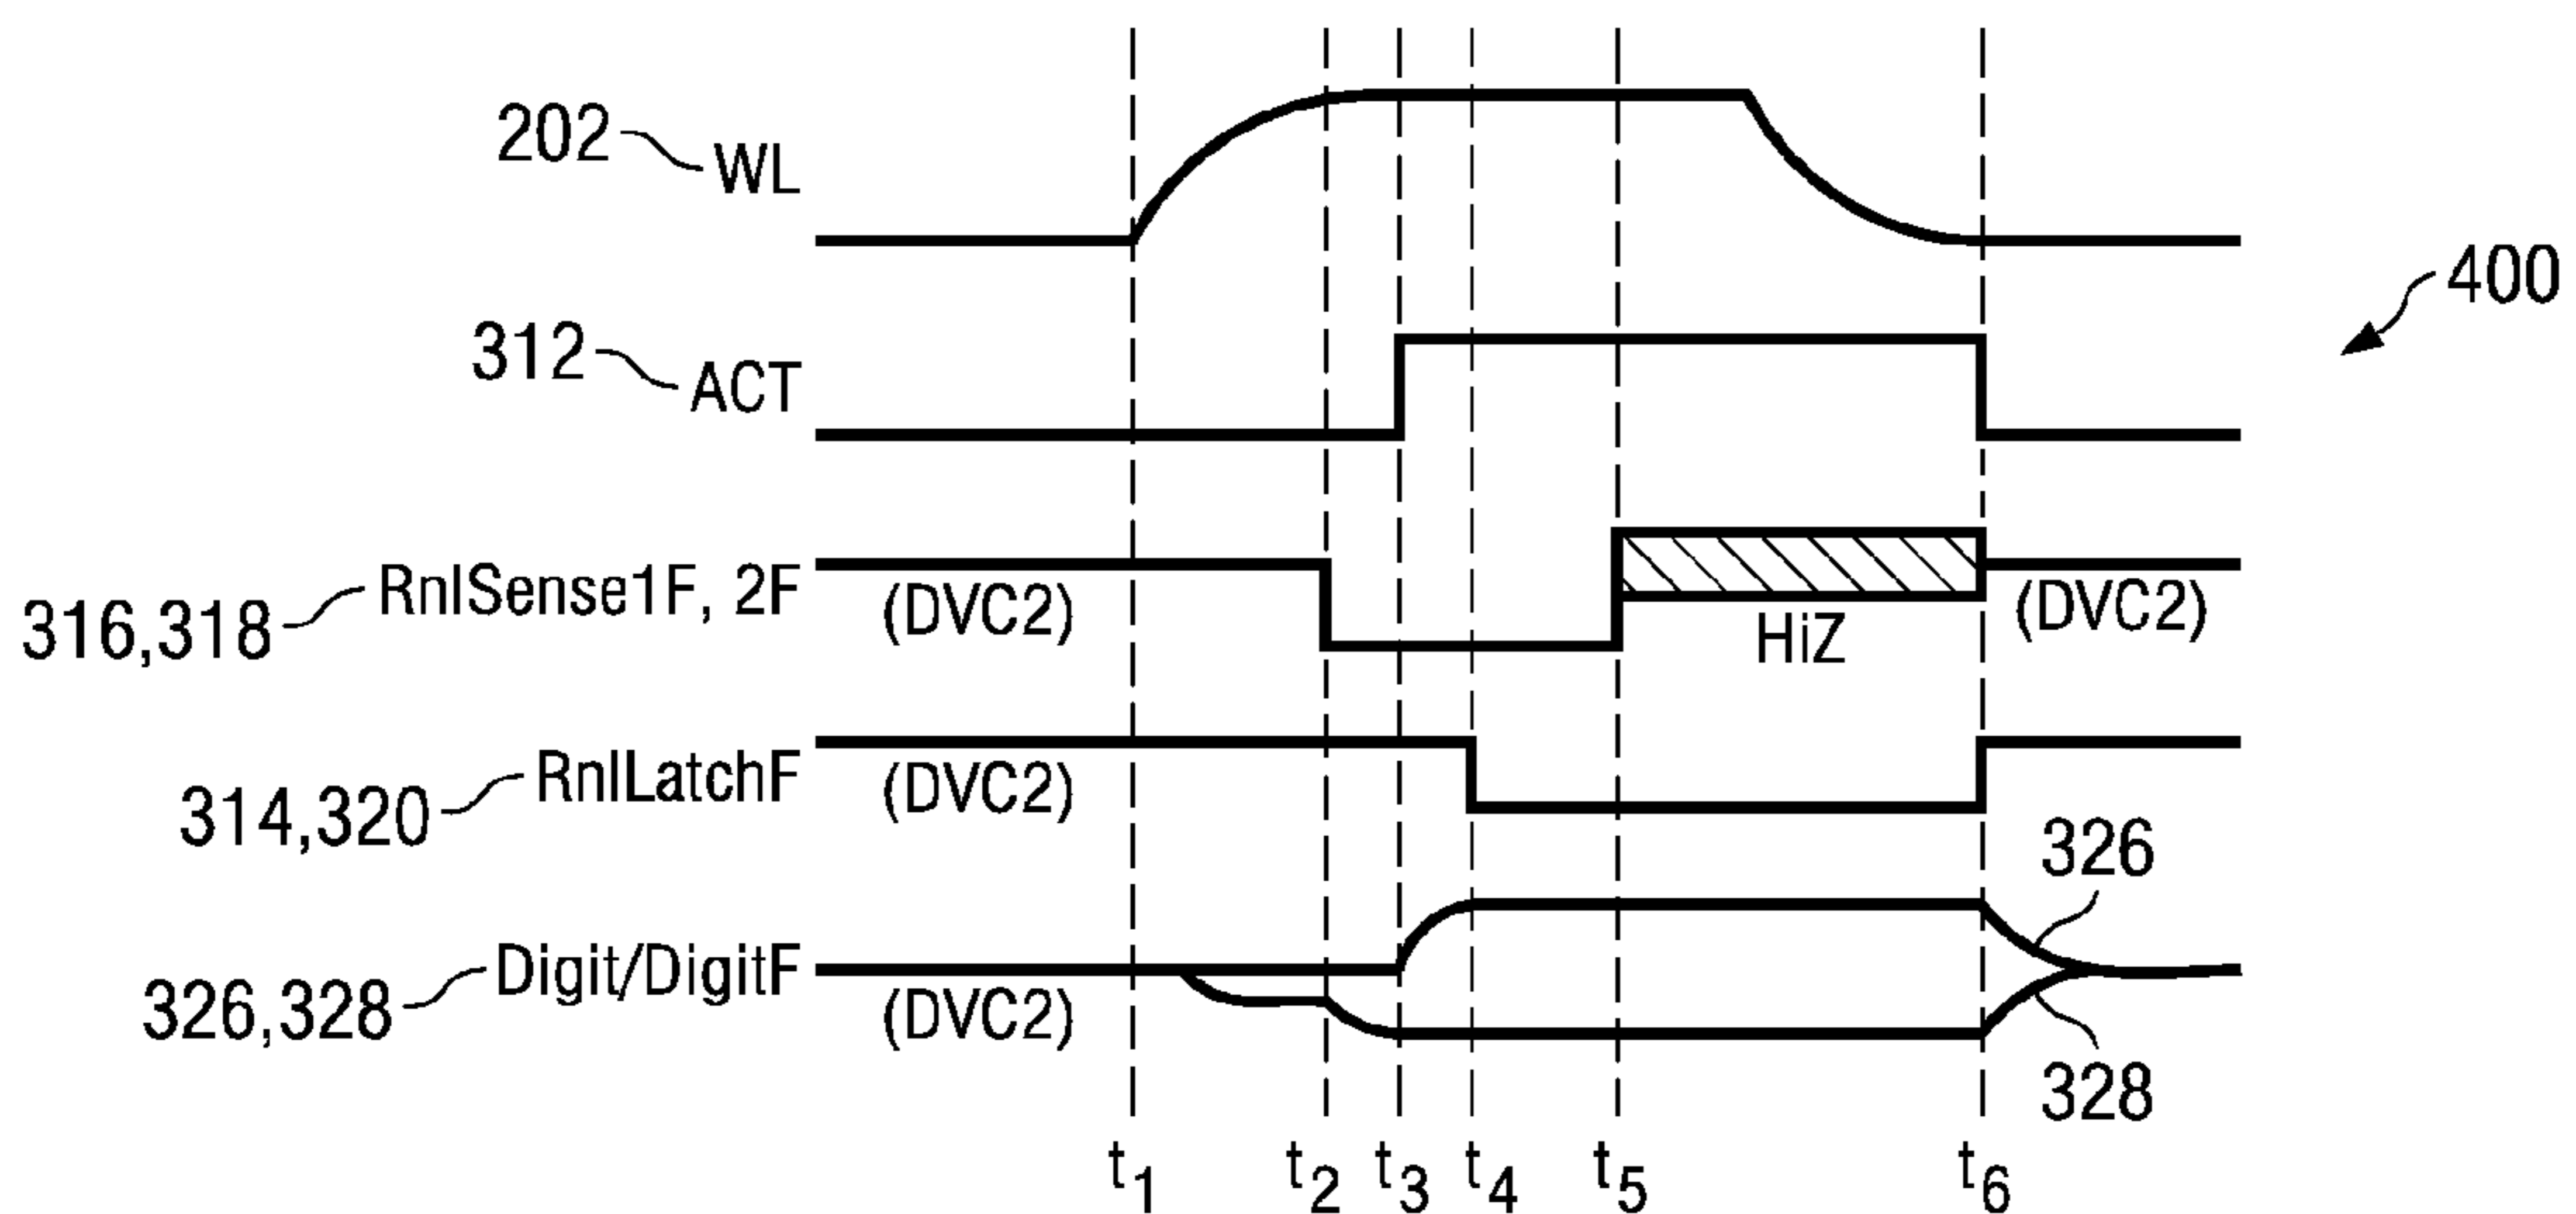 202 WL
400
312 ACT
RnlSense1F, 2F (DVC2) HiZ (DVC2)
316,318
RnlLatchF (DVC2)
314,320
326
Digit/DigitF (DVC2)
326,328
328
t1 t2 t3 t4 t5 t6